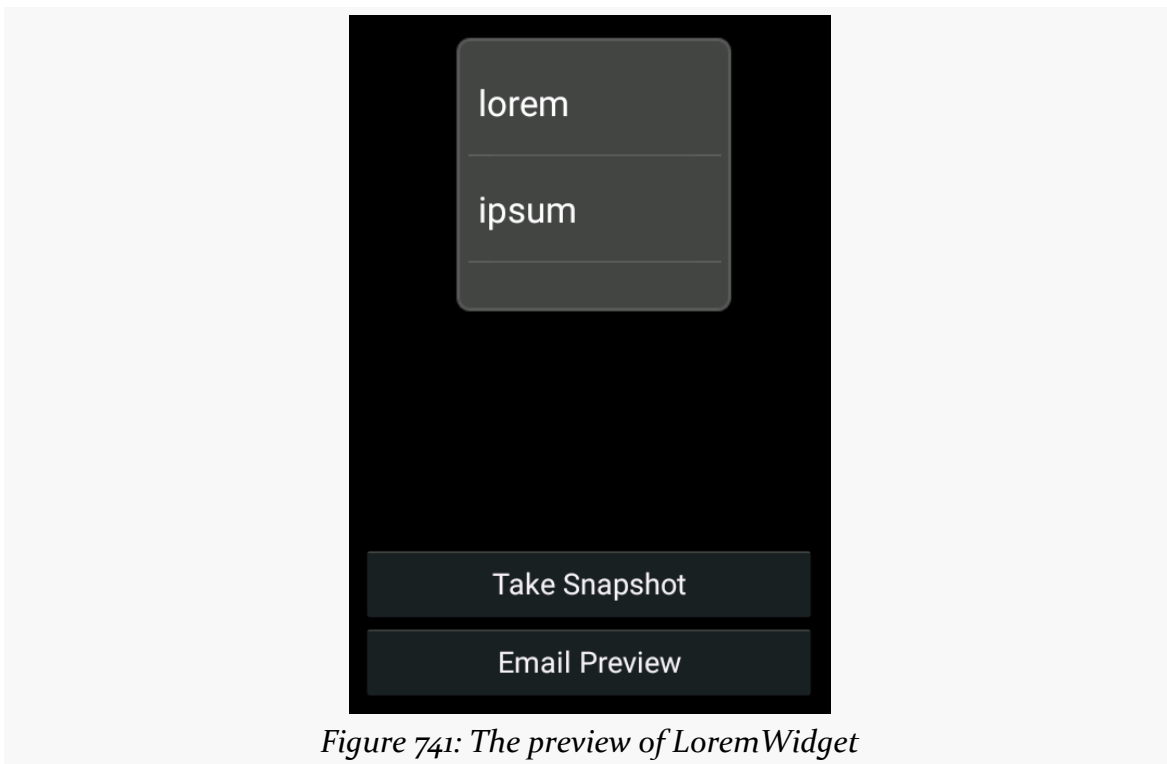 lorem
ipsum
Take Snapshot
Email Preview
Figure 741: The preview of LoremWidget